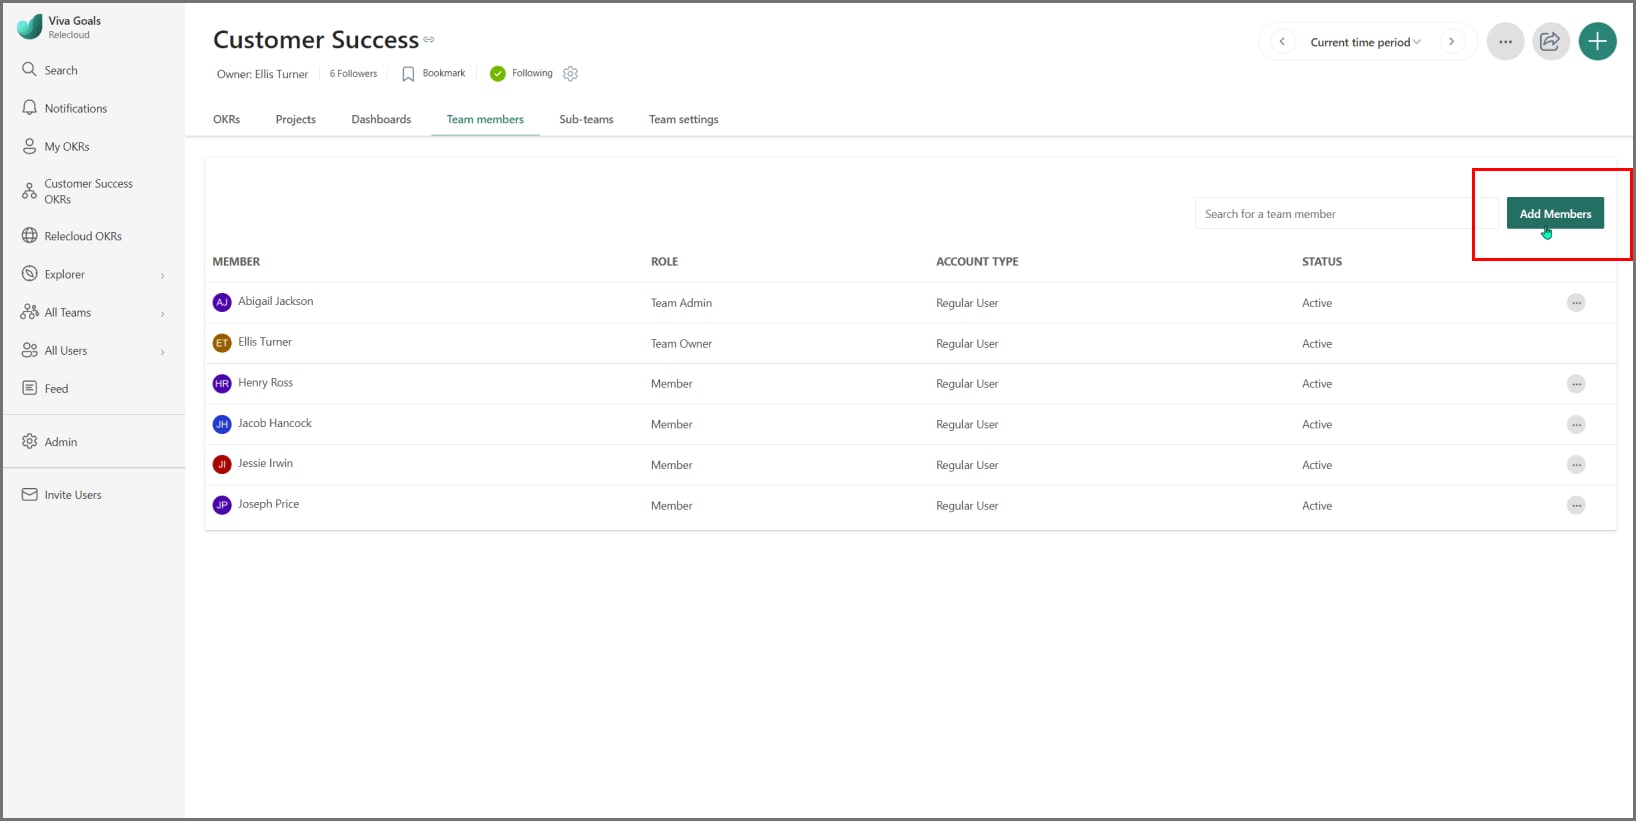 Viva Goals
Relecloud
Search
Notifications
My OKRs
Customer Success
OKRs
Relecloud OKRs
Explorer
All Teams
All Users
Feed
Admin
Invite Users
Customer Success
Owner: Ellis Turner 6 Followers Bookmark Following
Current time period
OKRs Projects Dashboards Team members Sub-teams Team settings
Search for a team member Add Members
MEMBER ROLE ACCOUNT TYPE STATUS
AJ Abigail Jackson Team Admin Regular User Active
ET Ellis Turner Team Owner Regular User Active
HR Henry Ross Member Regular User Active
JH Jacob Hancock Member Regular User Active
JI Jessie Irwin Member Regular User Active
JP Joseph Price Member Regular User Active